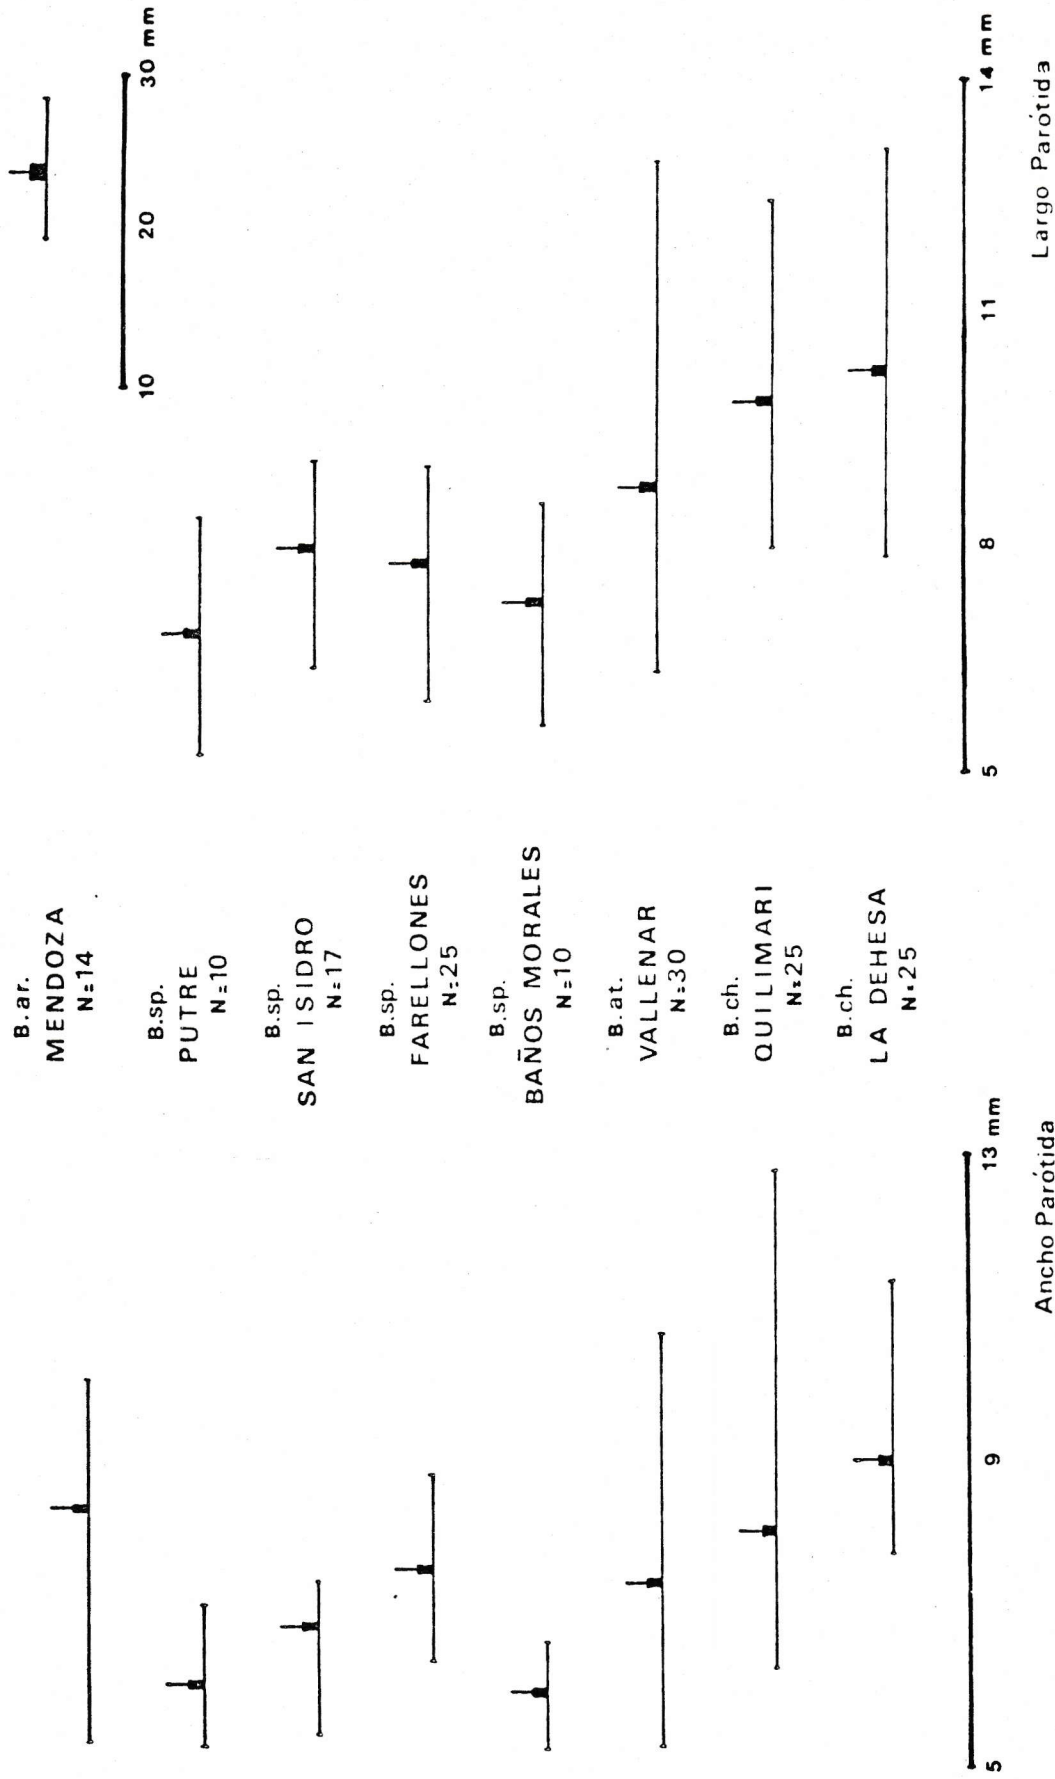 B. ar.
MENDOZA
N=14
10 20 30 mm
B.sp.
PUTRE
N=10
B.sp.
SAN ISIDRO
N=17
B.sp.
FARELLONES
N=25
B.sp.
BAÑOS MORALES
N=10
B. at.
VALLENAR
N=30
B. ch.
QUILIMARI
N=25
B. ch.
LA DEHESA
N=25
5 9 13 mm
5 8 11 14 mm
Ancho Parótida
Largo Parótida